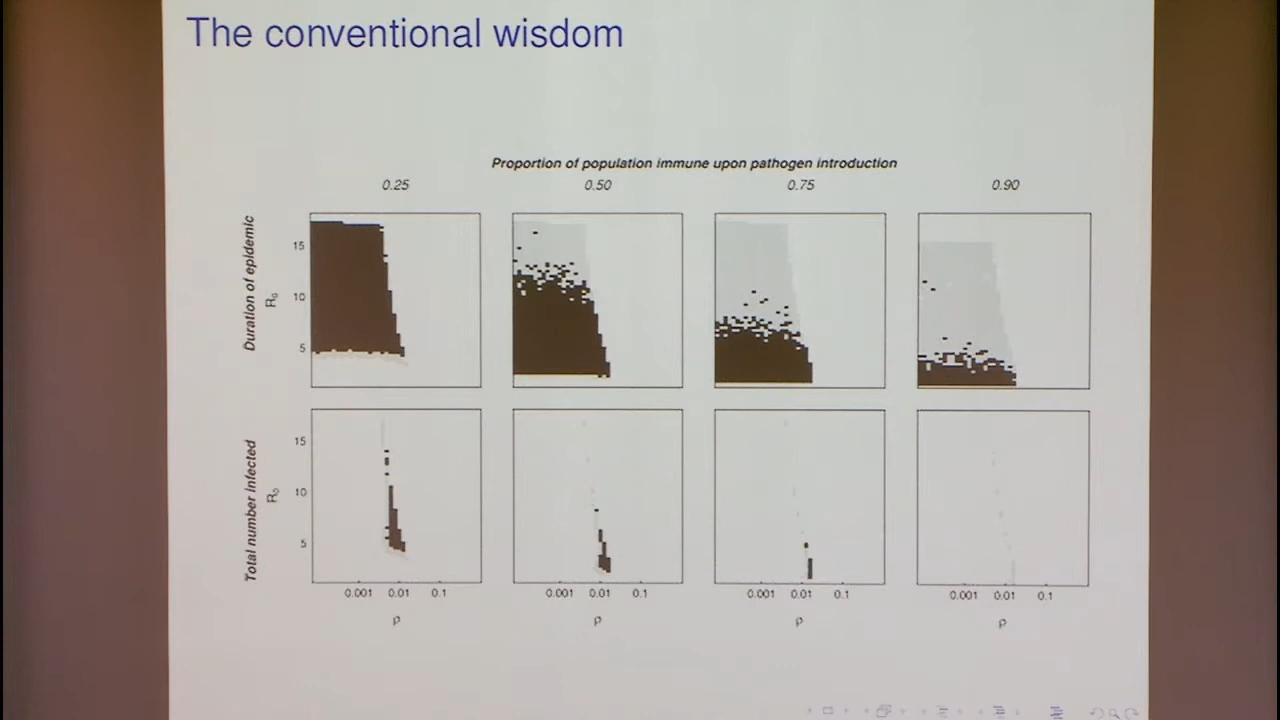 The conventional wisdom
Proportion of population immune upon pathogen introduction
0.25 0.50 0.75 0.90
Duration of epidemic
R₀
15
10
5
Total number infected
R₀
15
10
5
0.001 0.01 0.1 0.001 0.01 0.1 0.001 0.01 0.1 0.001 0.01 0.1
ρ ρ ρ ρ